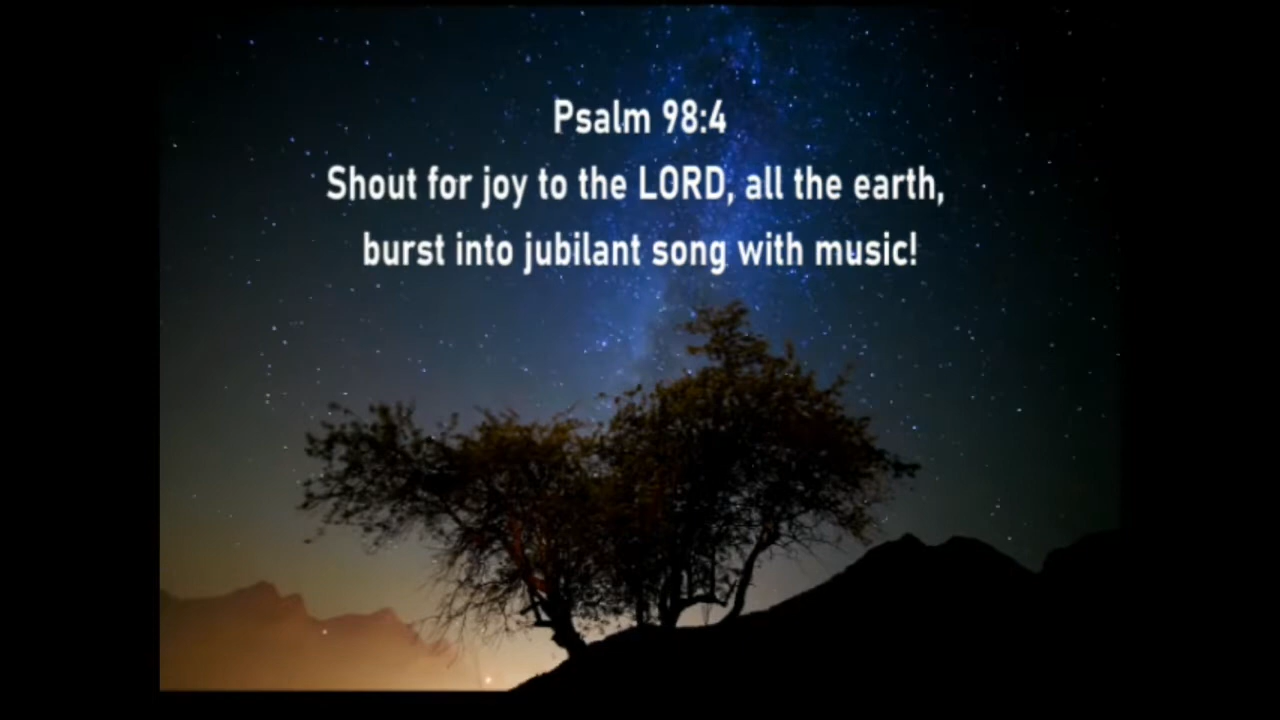 Psalm 98:4
Shout for joy to the LORD, all the earth,
burst into jubilant song with music!